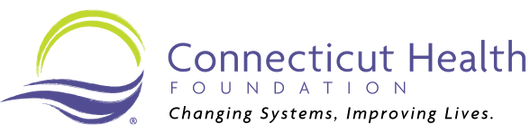 Connecticut Health
FOUNDATION
Changing Systems, Improving Lives.
®